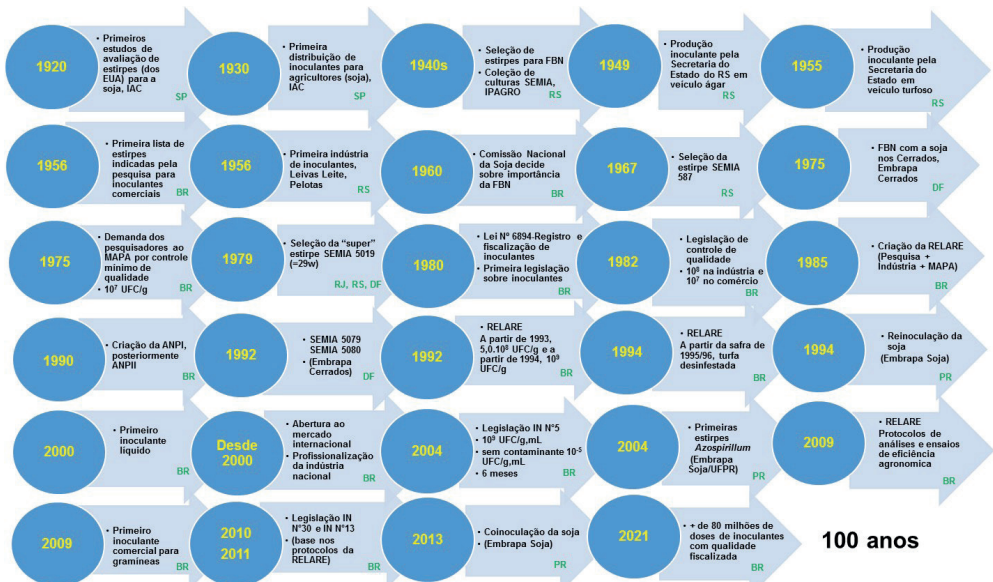 1920
• Primeiros
estudos de
avaliação de
estirpes (dos
EUA) para a
soja, IAC
SP
1930
• Primeira
distribuição de
inoculantes para
agricultores (soja),
IAC
SP
1940s
• Seleção de
estirpes para FBN
• Coleção de
culturas SEMIA,
IPAGRO
RS
1949
• Produção
inoculante pela
Secretaria do
Estado do RS em
veículo ágar
RS
1955
• Produção
inoculante pela
Secretaria do
Estado em
veículo turfoso
RS
1956
• Primeira lista de
estirpes
indicadas pela
pesquisa para
inoculantes
comerciais
BR
1956
• Primeira indústria
de inoculantes,
Leivas Leite,
Pelotas
RS
1960
• Comissão Nacional
da Soja decide
sobre importância
da FBN
BR
1967
• Seleção da
estirpe SEMIA
587
RS
1975
• FBN com a soja
nos Cerrados,
Embrapa
Cerrados
DF
1975
• Demanda dos
pesquisadores ao
MAPA por controle
mínimo de
qualidade
• 10⁷ UFC/g
BR
1979
• Seleção da “super”
estirpe SEMIA 5019
(=29w)
RJ, RS, DF
1980
• Lei Nº 6894-Registro e
fiscalização de
inoculantes
• Primeira legislação
sobre inoculantes
BR
1982
• Legislação de
controle de
qualidade
• 10⁸ na indústria e
10⁷ no comércio
BR
1985
• Criação da RELARE
(Pesquisa +
Indústria + MAPA)
BR
1990
• Criação da ANPI,
posteriormente
ANPII
BR
1992
• SEMIA 5079
SEMIA 5080
• (Embrapa
Cerrados)
DF
1992
• RELARE
A partir de 1993,
5,0.10⁸ UFC/g e a
partir de 1994, 10⁹
UFC/g
BR
1994
• RELARE
A partir da safra de
1995/96, turfa
desinfestada
BR
1994
• Reinoculação da
soja
(Embrapa Soja)
PR
2000
• Primeiro
inoculante
líquido
BR
Desde
2000
• Abertura ao
mercado
internacional
• Profissionalização
da indústria
nacional
BR
2004
• Legislação IN N°5
• 10⁹ UFC/g,mL
• sem contaminante 10⁻⁵
UFC/g,mL
• 6 meses
BR
2004
• Primeiras
estirpes
Azospirillum
(Embrapa
Soja/UFPR)
PR
2009
• RELARE
Protocolos de
análises e ensaios
de eficiência
agronomica
BR
2009
• Primeiro
inoculante
comercial para
gramíneas
BR
2010
2011
• Legislação IN
N°30 e IN N°13
• (base nos
protocolos da
RELARE)
BR
2013
• Coinoculação da soja
• (Embrapa Soja)
PR
2021
• + de 80 milhões de
doses de inoculantes
com qualidade
fiscalizada
BR
100 anos